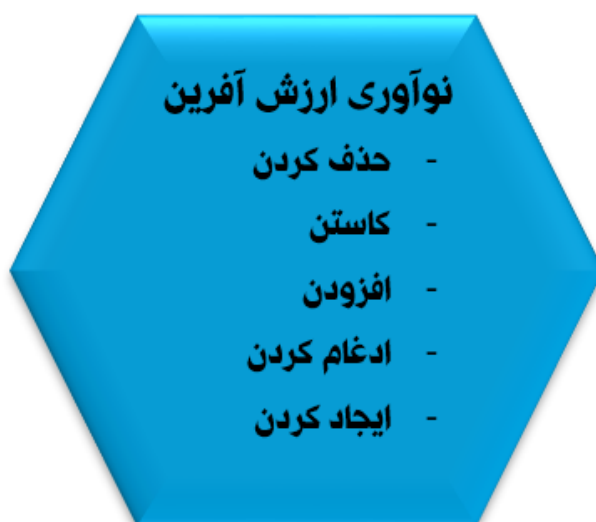 نوآوری ارزش آفرین
- حذف کردن
- کاستن
- افزودن
- ادغام کردن
- ایجاد کردن